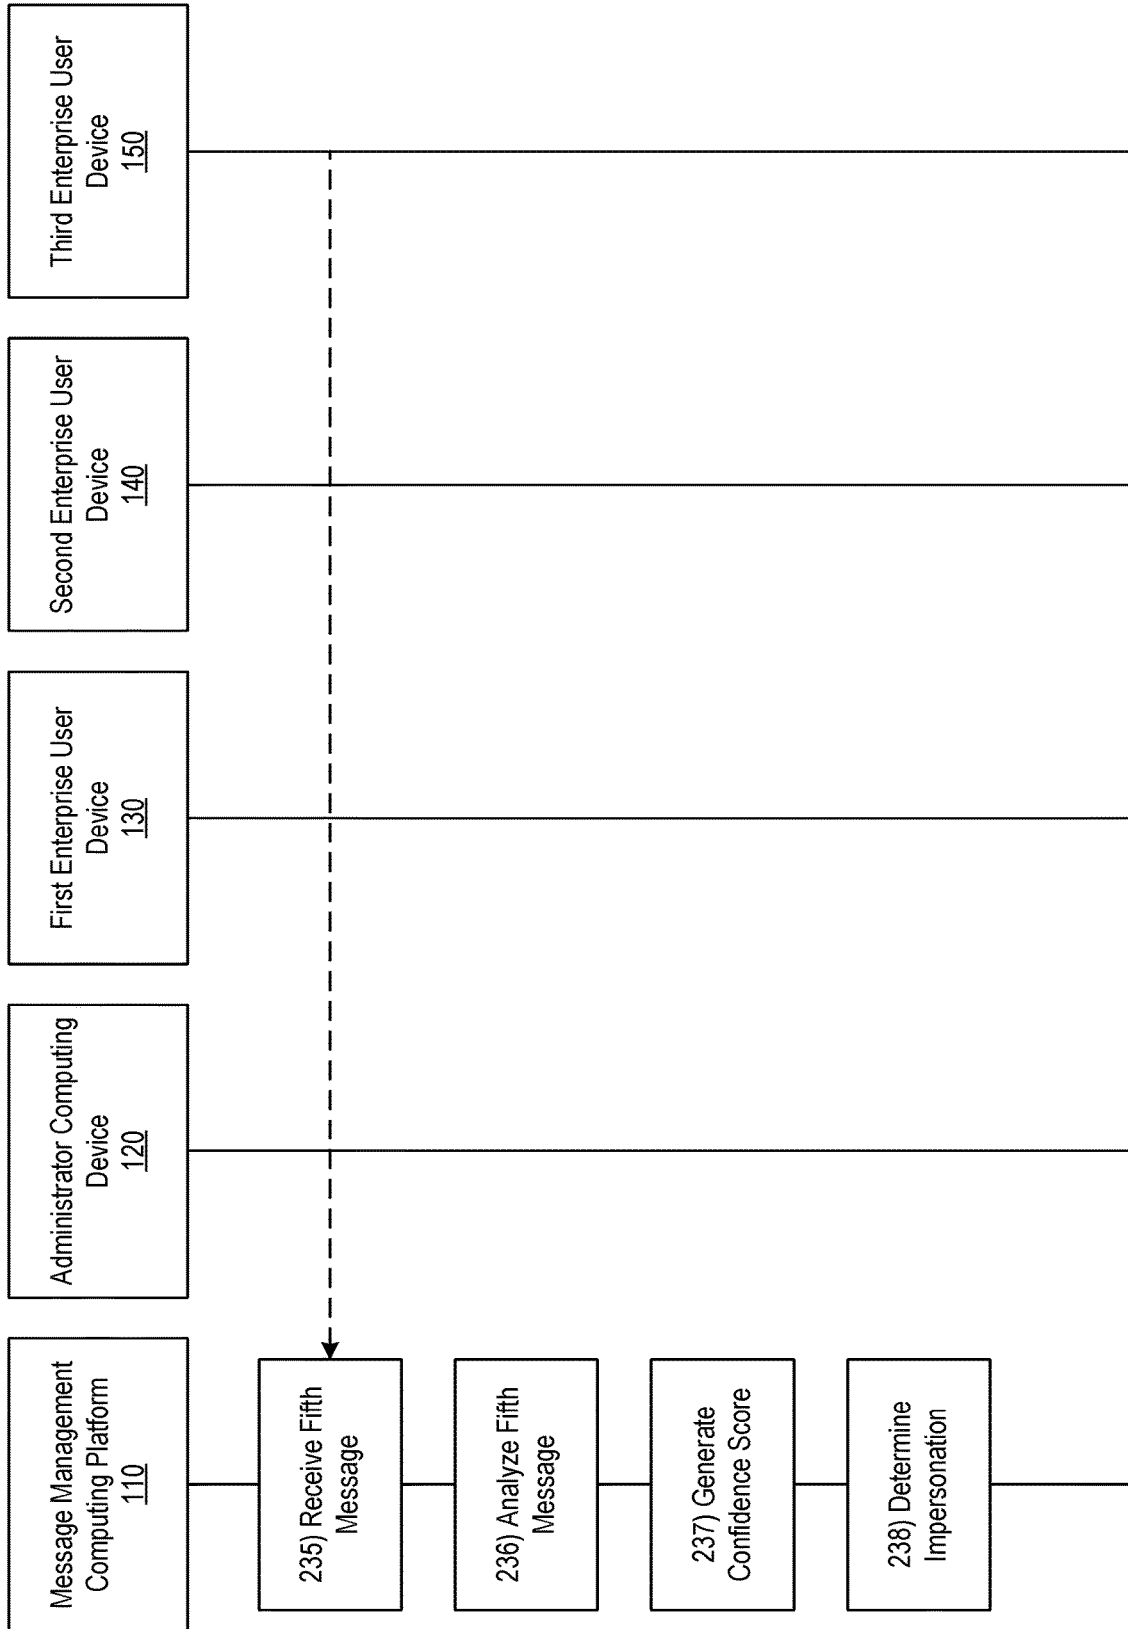 Message Management
Computing Platform
110
Administrator Computing
Device
120
First Enterprise User
Device
130
Second Enterprise User
Device
140
Third Enterprise User
Device
150
235) Receive Fifth
Message
236) Analyze Fifth
Message
237) Generate
Confidence Score
238) Determine
Impersonation